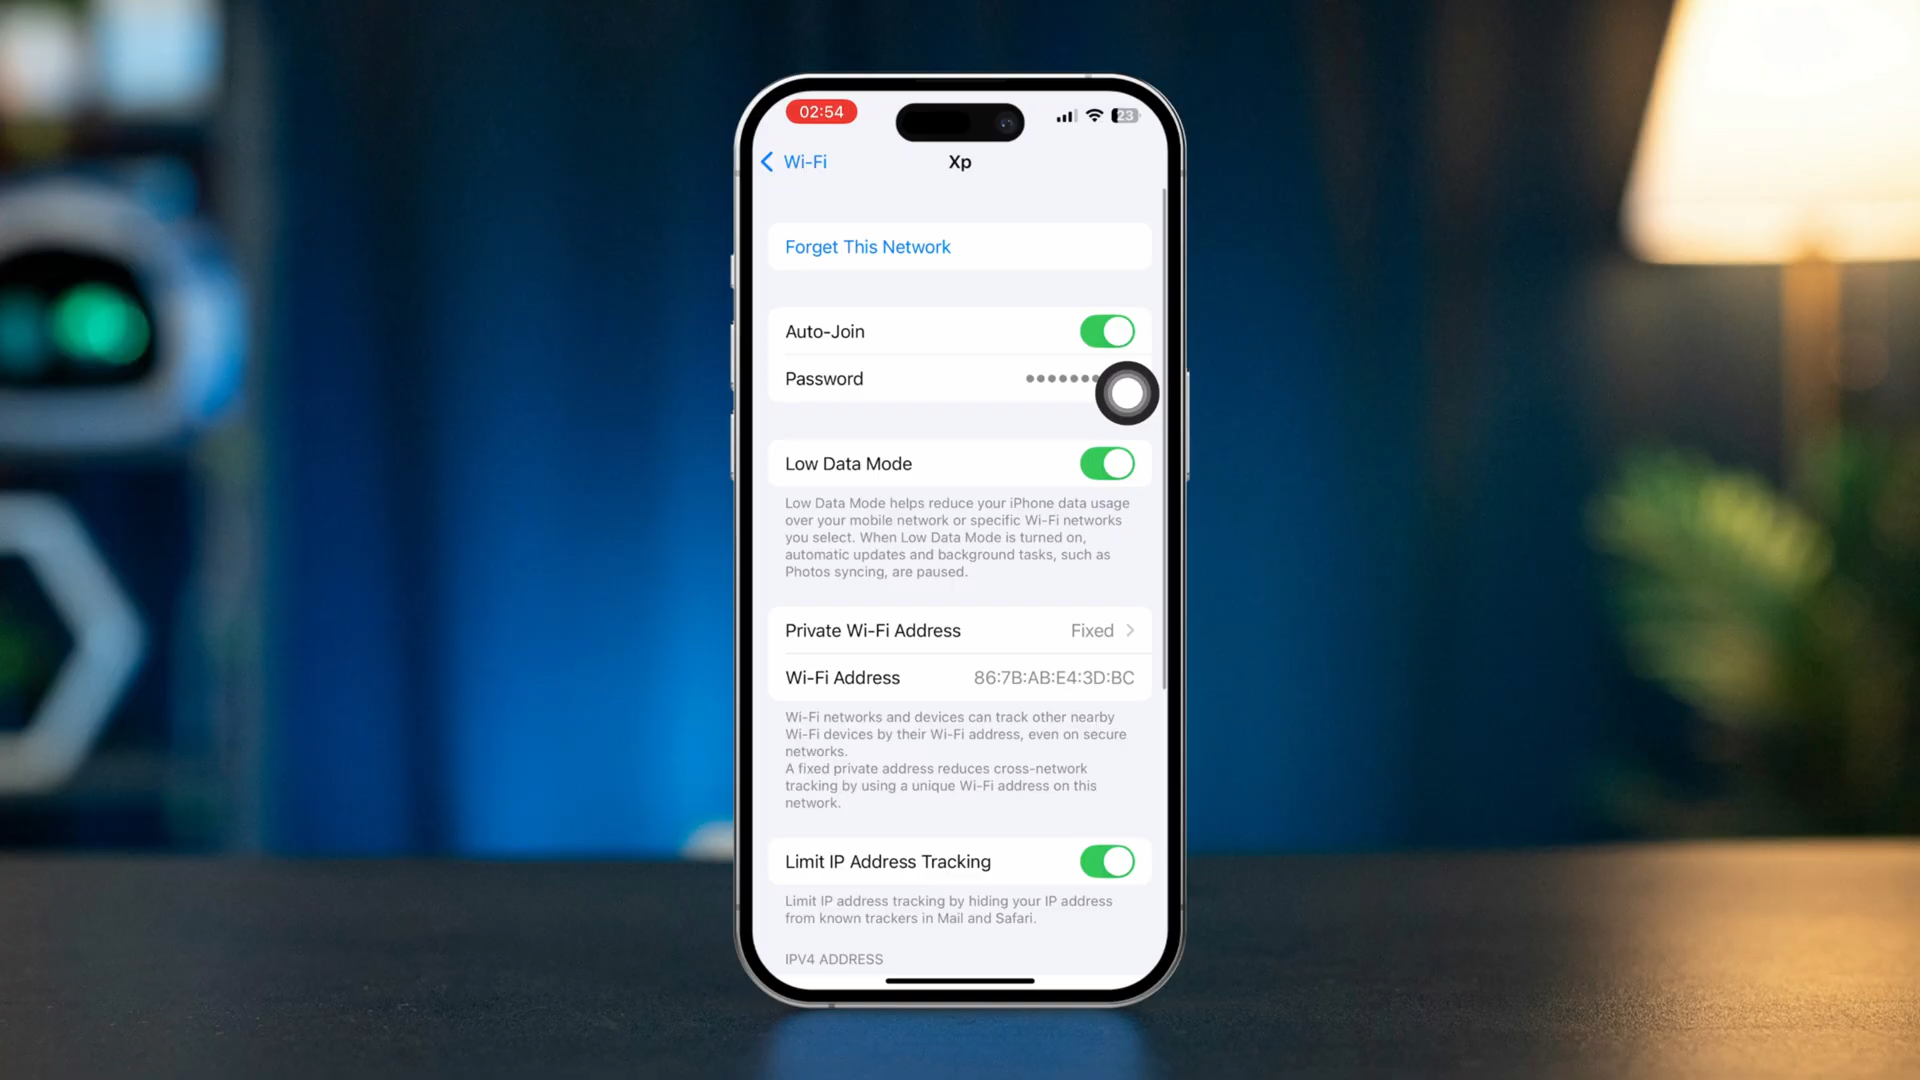 02:54
23
Wi-Fi
Xp
Forget This Network
Auto-Join
Password
Low Data Mode
Low Data Mode helps reduce your iPhone data usage
over your mobile network or specific Wi-Fi networks
you select. When Low Data Mode is turned on,
automatic updates and background tasks, such as
Photos syncing, are paused.
Private Wi-Fi Address Fixed
Wi-Fi Address 86:7B:AB:E4:3D:BC
Wi-Fi networks and devices can track other nearby
Wi-Fi devices by their Wi-Fi address, even on secure
networks.
A fixed private address reduces cross-network
tracking by using a unique Wi-Fi address on this
network.
Limit IP Address Tracking
Limit IP address tracking by hiding your IP address
from known trackers in Mail and Safari.
IPV4 ADDRESS